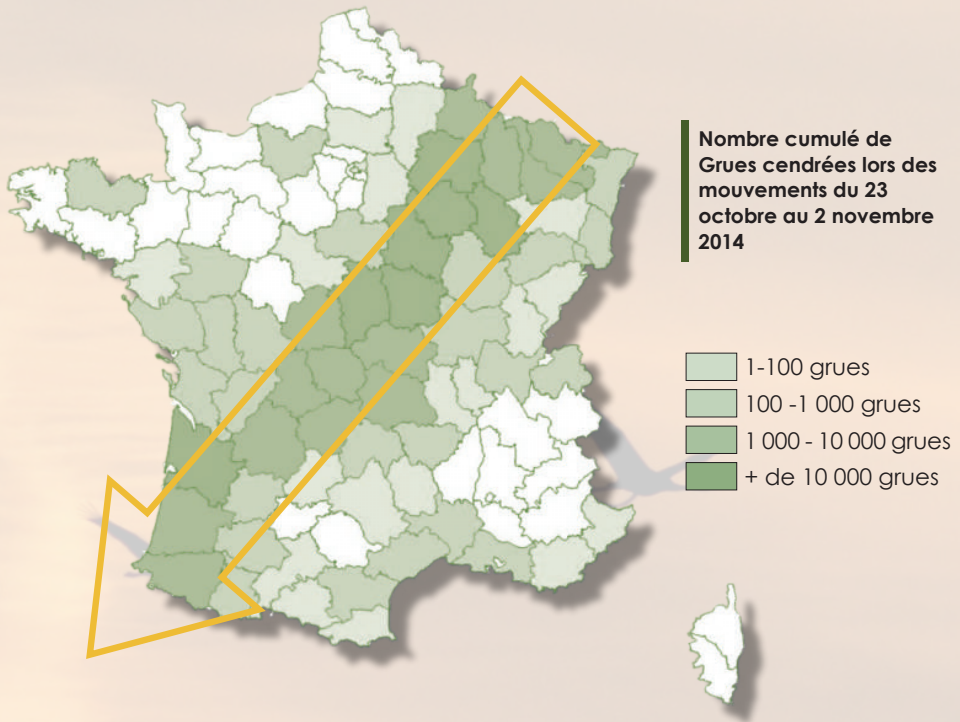 Nombre cumulé de
Grues cendrées lors des
mouvements du 23
octobre au 2 novembre
2014
1-100 grues
100 -1 000 grues
1 000 - 10 000 grues
+ de 10 000 grues